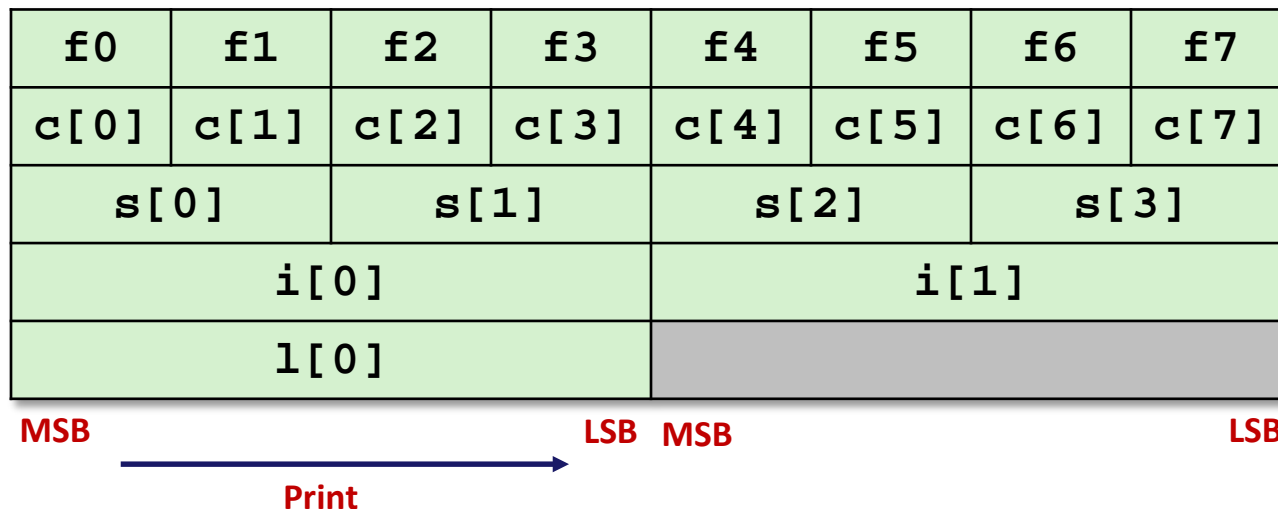 f0 f1 f2 f3 f4 f5 f6 f7
c[0] c[1] c[2] c[3] c[4] c[5] c[6] c[7]
s[0] s[1] s[2] s[3]
i[0] i[1]
l[0]
MSB LSB MSB LSB
Print